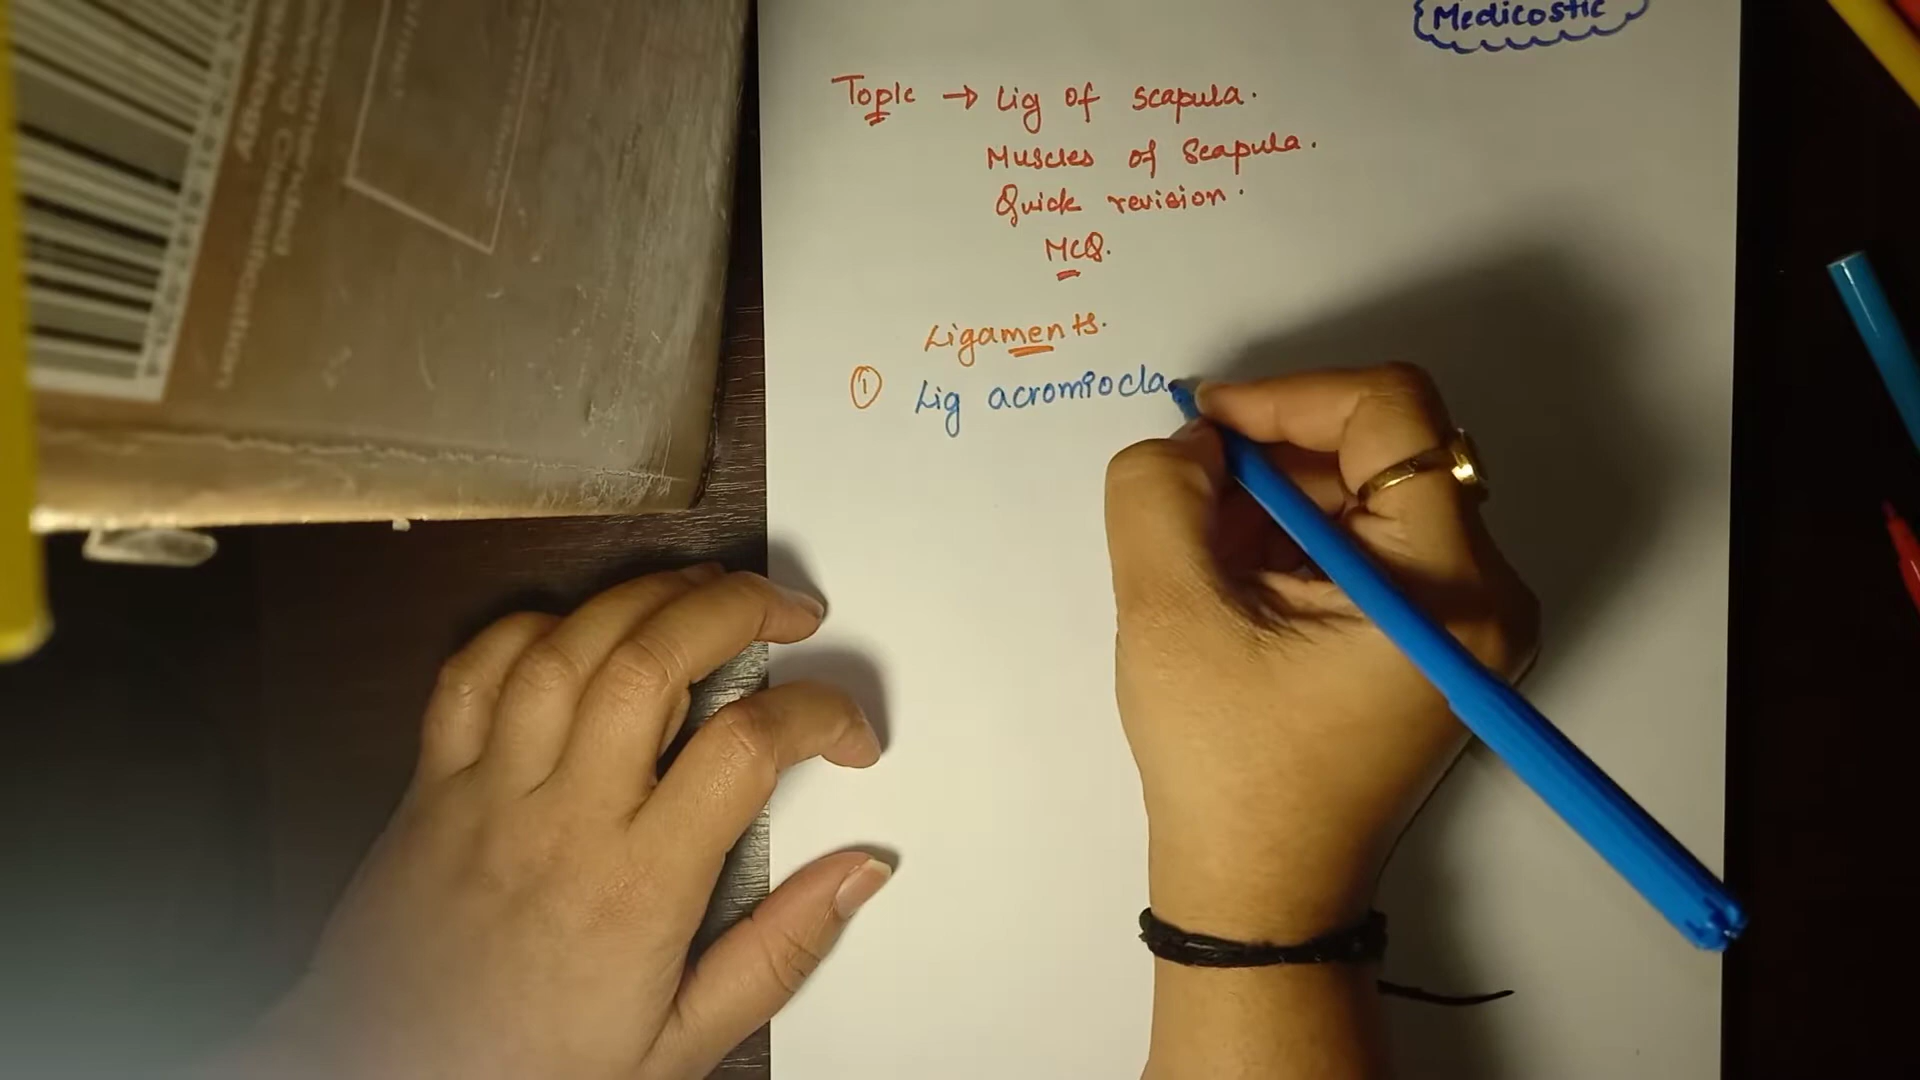 Medicostic
Topic → Lig of scapula.
Muscles of Scapula.
Quick revision.
MCQ.
Ligaments.
① Lig acromiocla